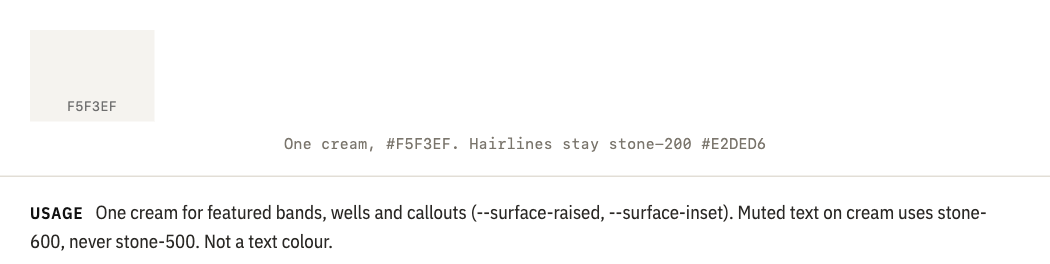 F5F3EF
One cream, #F5F3EF. Hairlines stay stone–200 #E2DED6
USAGE One cream for featured bands, wells and callouts (--surface-raised, --surface-inset). Muted text on cream uses stone-
600, never stone-500. Not a text colour.